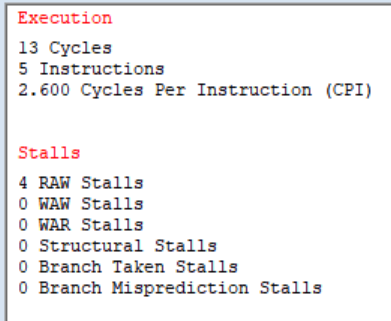 Execution
13 Cycles
5 Instructions
2.600 Cycles Per Instruction (CPI)
Stalls
4 RAW Stalls
0 WAW Stalls
0 WAR Stalls
0 Structural Stalls
0 Branch Taken Stalls
0 Branch Misprediction Stalls